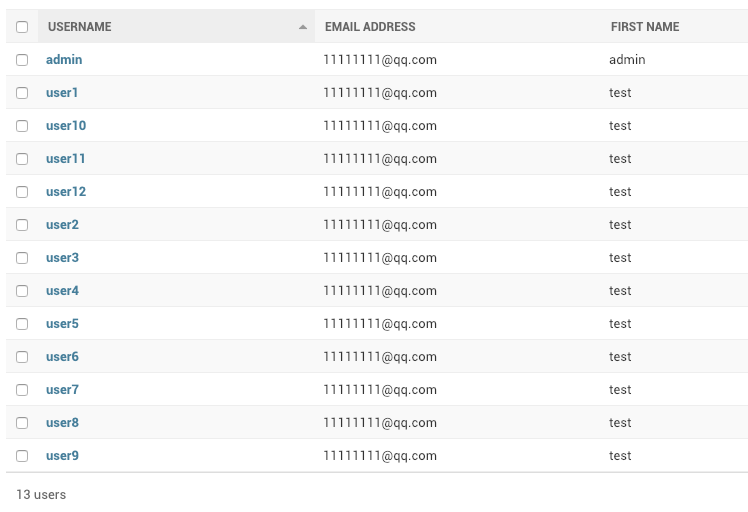 USERNAME EMAIL ADDRESS FIRST NAME
admin 11111111@qq.com admin
user1 11111111@qq.com test
user10 11111111@qq.com test
user11 11111111@qq.com test
user12 11111111@qq.com test
user2 11111111@qq.com test
user3 11111111@qq.com test
user4 11111111@qq.com test
user5 11111111@qq.com test
user6 11111111@qq.com test
user7 11111111@qq.com test
user8 11111111@qq.com test
user9 11111111@qq.com test
13 users